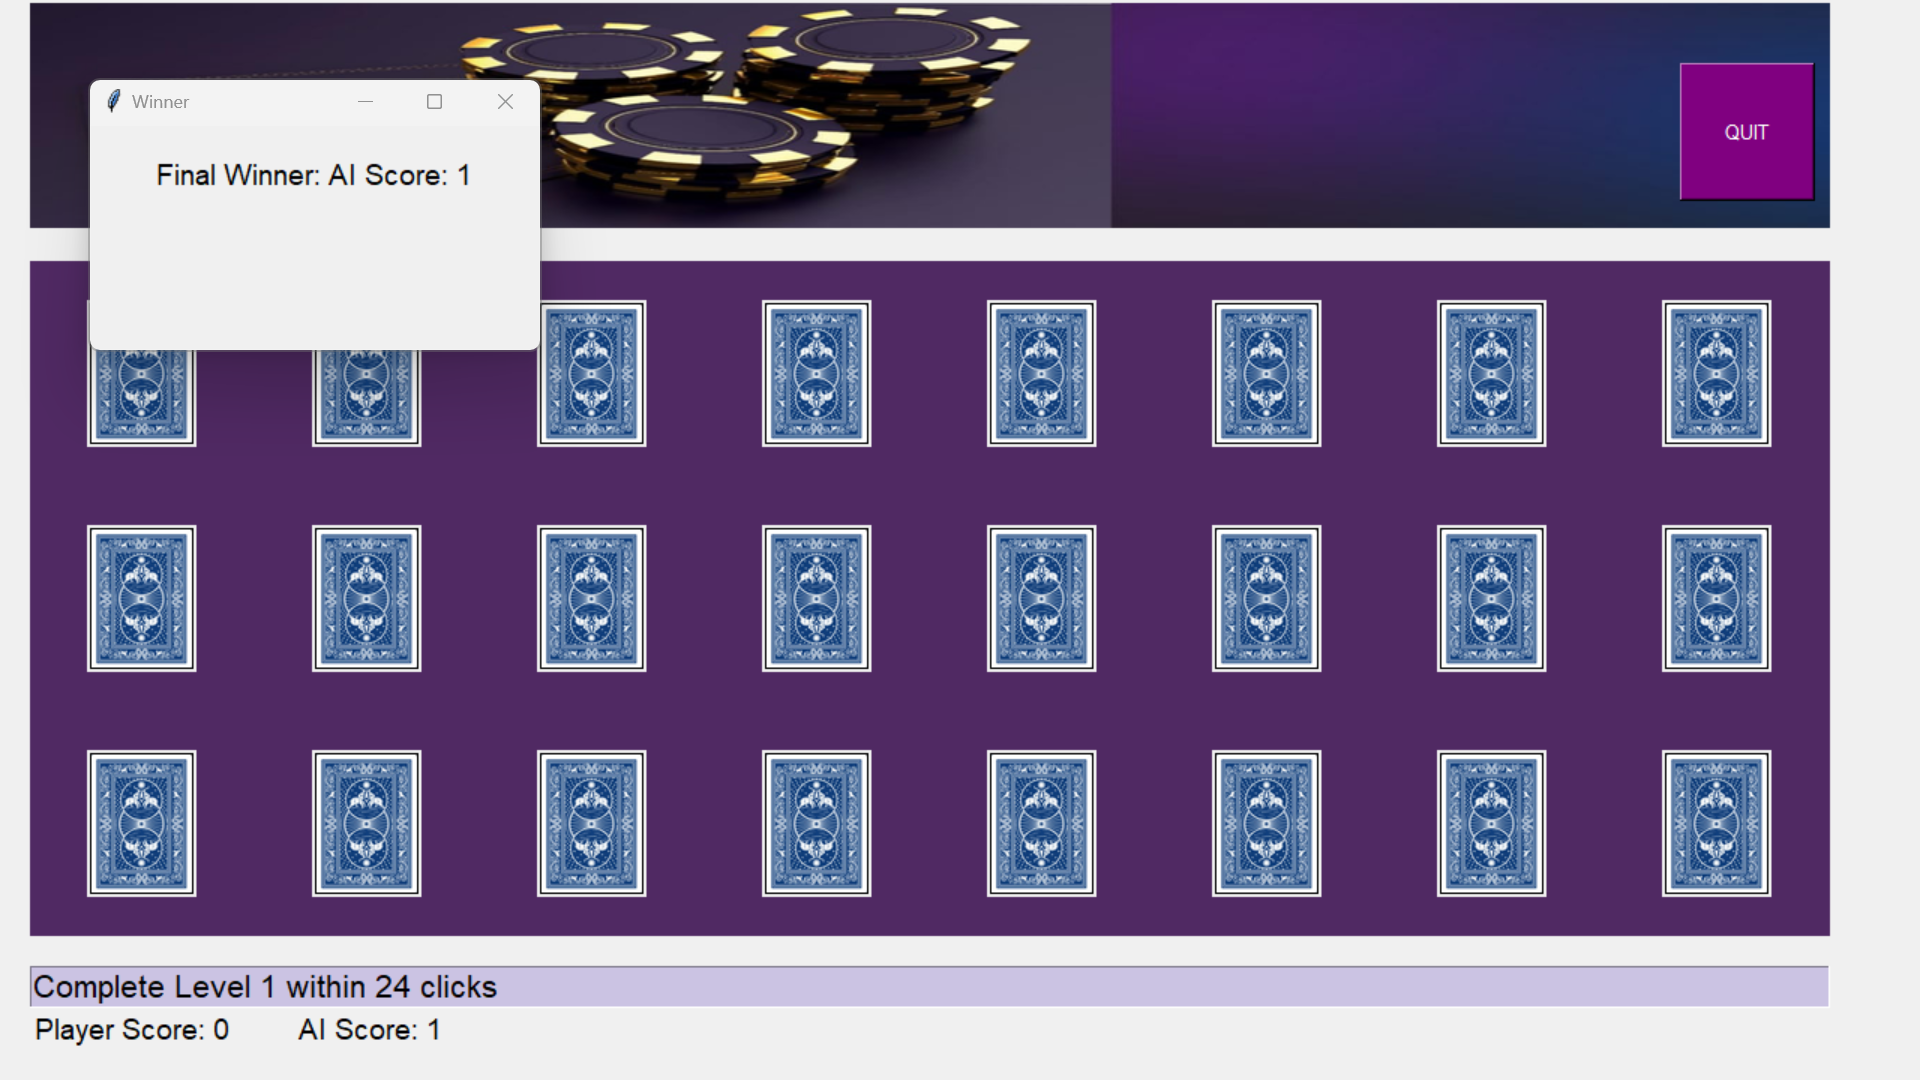 Winner
Final Winner: AI Score: 1
QUIT
Complete Level 1 within 24 clicks
Player Score: 0 AI Score: 1